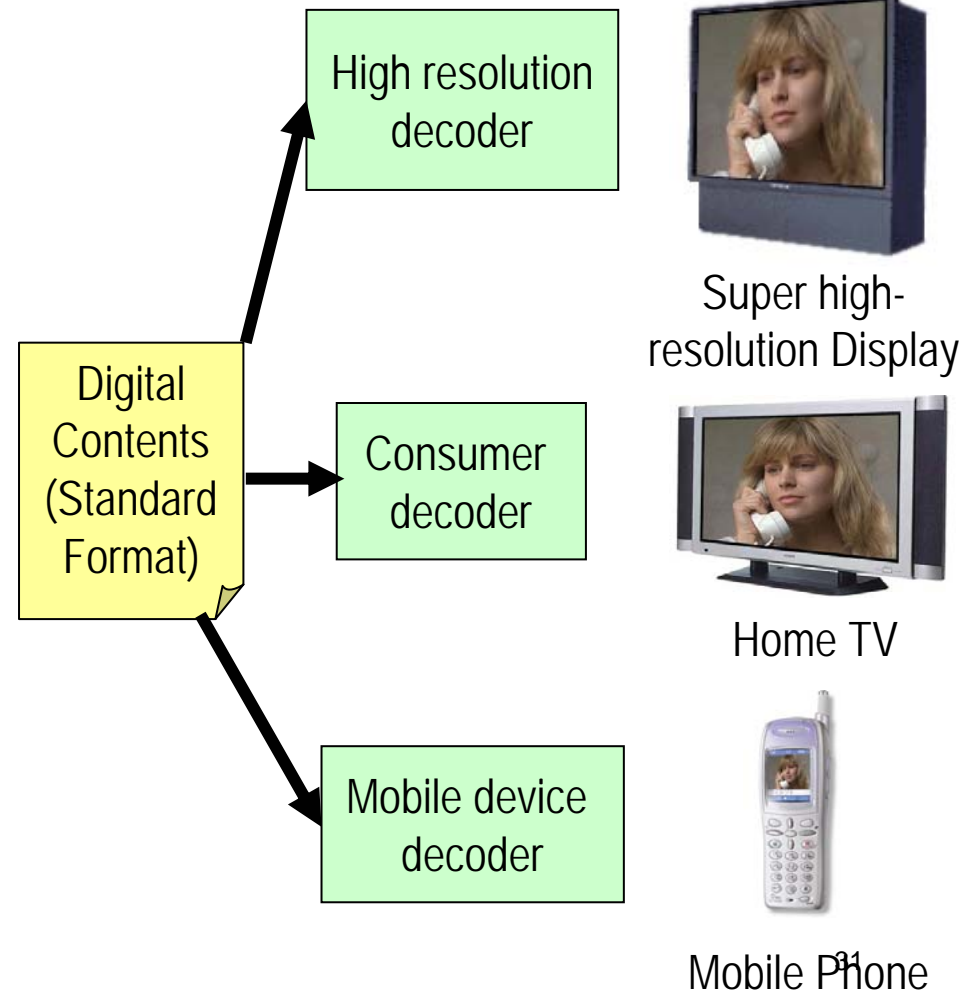 High resolution
decoder
Super high-
resolution Display
Digital
Contents
(Standard
Format)
Consumer
decoder
Home TV
Mobile device
decoder
Mobile Phone
31